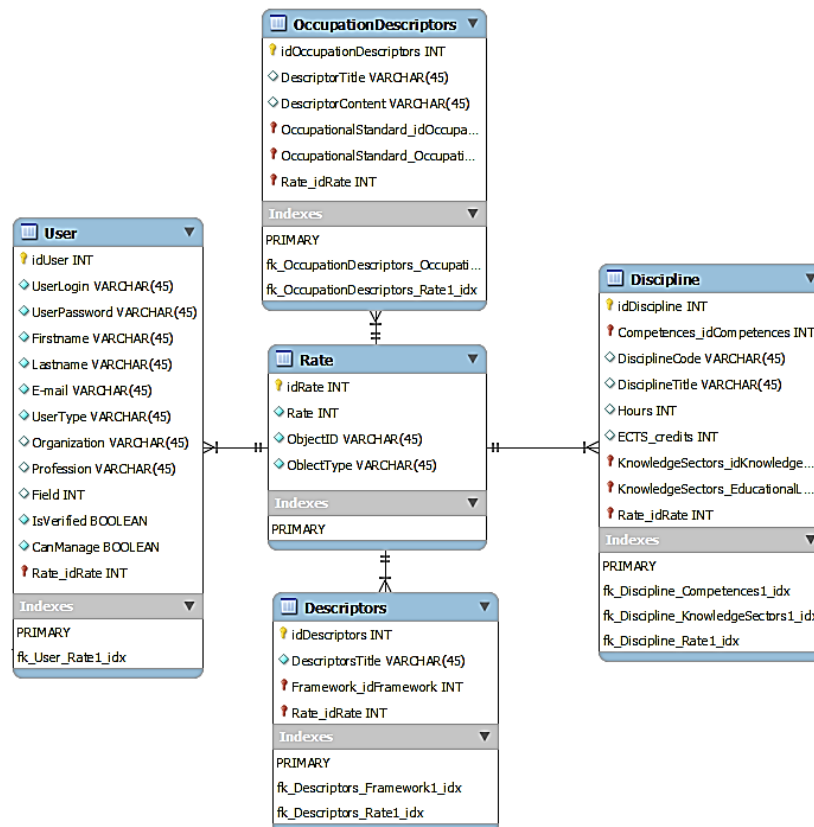 OccupationDescriptors
idOccupationDescriptors INT
DescriptorTitle VARCHAR(45)
DescriptorContent VARCHAR(45)
OccupationalStandard_idOccupa...
OccupationalStandard_Occupati...
Rate_idRate INT
Indexes
PRIMARY
fk_OccupationDescriptors_Occupati...
fk_OccupationDescriptors_Rate1_idx
User
idUser INT
UserLogin VARCHAR(45)
UserPassword VARCHAR(45)
Firstname VARCHAR(45)
Lastname VARCHAR(45)
E-mail VARCHAR(45)
UserType VARCHAR(45)
Organization VARCHAR(45)
Profession VARCHAR(45)
Field INT
IsVerified BOOLEAN
CanManage BOOLEAN
Rate_idRate INT
Indexes
PRIMARY
fk_User_Rate1_idx
Rate
idRate INT
Rate INT
ObjectID VARCHAR(45)
OblectType VARCHAR(45)
Indexes
PRIMARY
Discipline
idDiscipline INT
Competences_idCompetences INT
DisciplineCode VARCHAR(45)
DisciplineTitle VARCHAR(45)
Hours INT
ECTS_credits INT
KnowledgeSectors_idKnowledge...
KnowledgeSectors_EducationalL...
Rate_idRate INT
Indexes
PRIMARY
fk_Discipline_Competences1_idx
fk_Discipline_KnowledgeSectors1_idx
fk_Discipline_Rate1_idx
Descriptors
idDescriptors INT
DescriptorsTitle VARCHAR(45)
Framework_idFramework INT
Rate_idRate INT
Indexes
PRIMARY
fk_Descriptors_Framework1_idx
fk_Descriptors_Rate1_idx